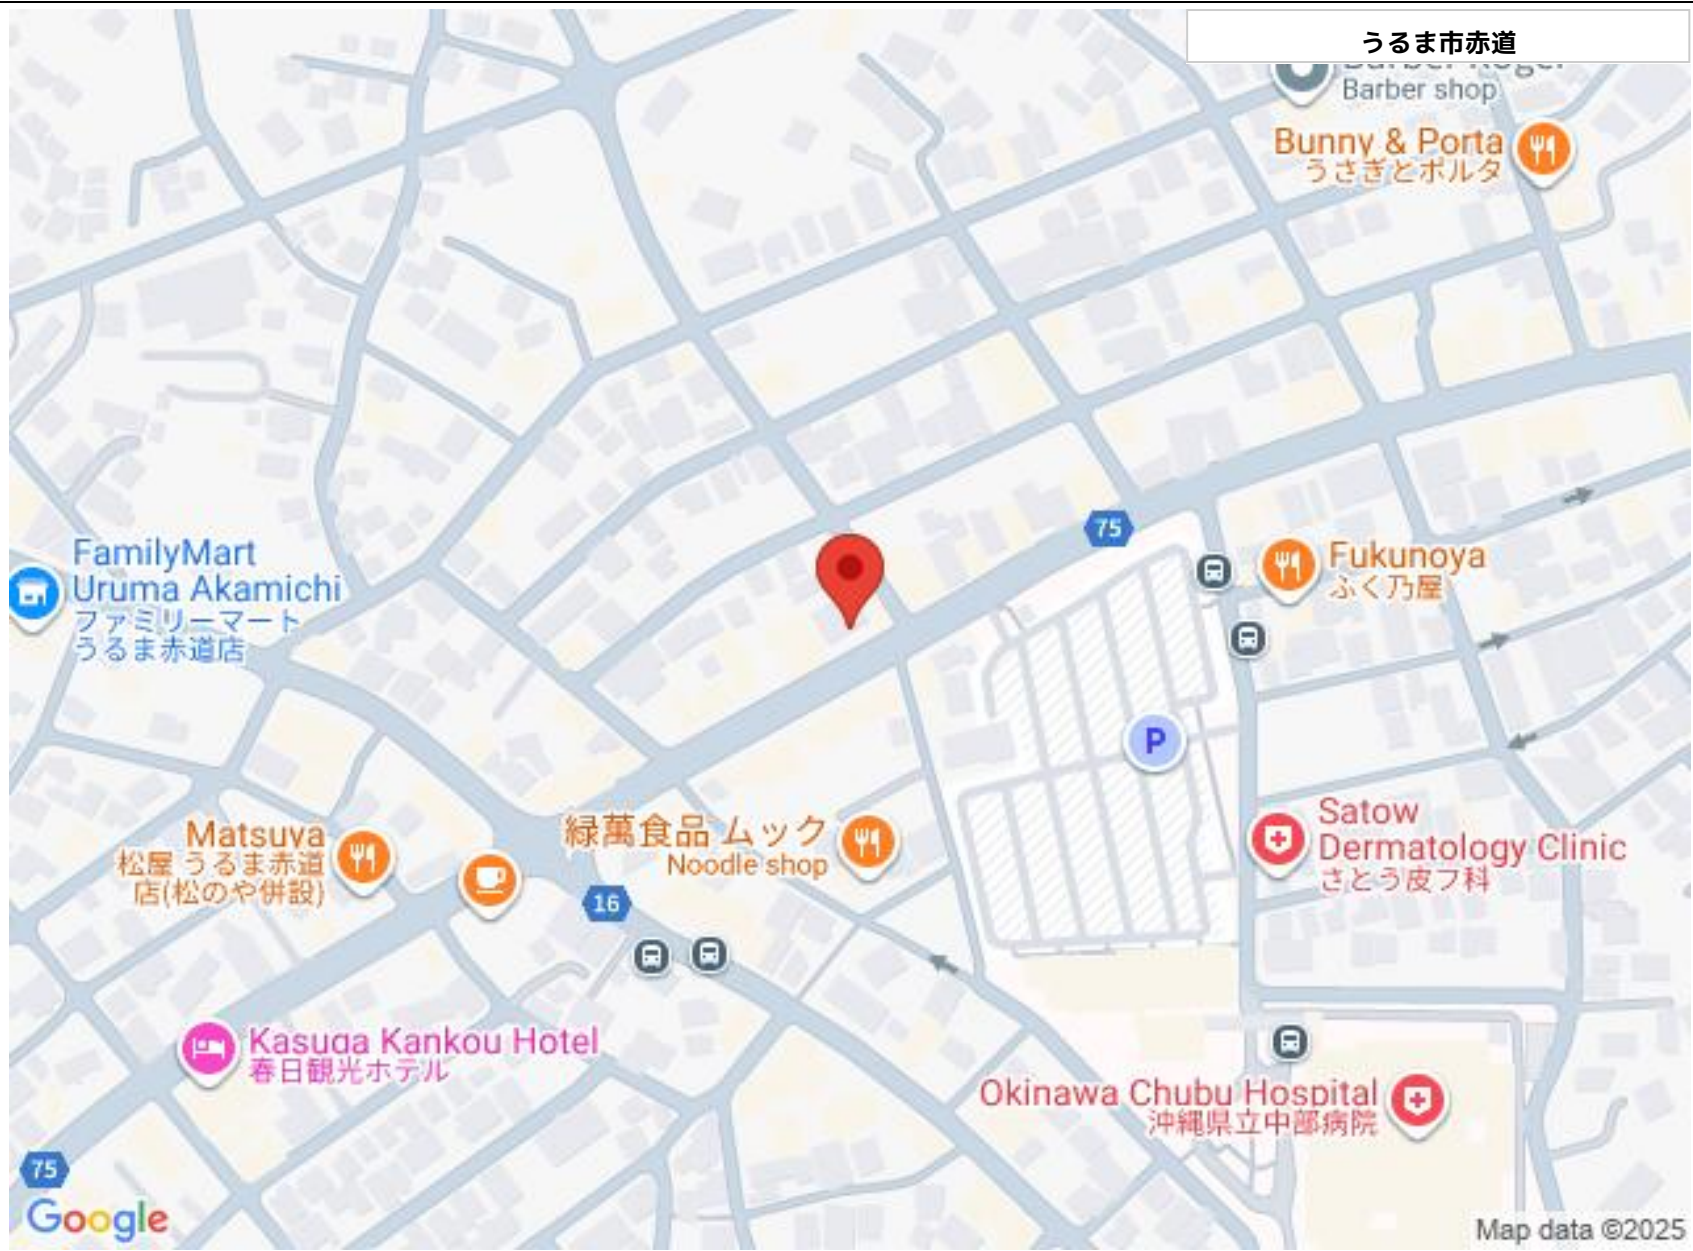 うるま市赤道
Barber shop
Bunny & Porta
うさぎとポルタ
75
FamilyMart
Uruma Akamichi
ファミリーマート
うるま赤道店
Fukunoya
ふく乃屋
P
Matsuya
松屋 うるま赤道
店(松のや併設)
緑萬食品 ムック
Noodle shop
Satow
Dermatology Clinic
さとう皮フ科
16
Kasuga Kankou Hotel
春日観光ホテル
Okinawa Chubu Hospital
沖縄県立中部病院
75
Google
Map data ©2025